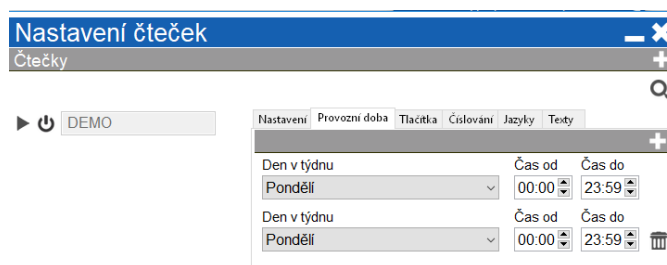 Nastavení čteček
Čtečky
DEMO
Nastavení Provozní doba Tlačítka Číslování Jazyky Texty
Den v týdnu Čas od Čas do
Pondělí 00:00 23:59
Den v týdnu Čas od Čas do
Pondělí 00:00 23:59